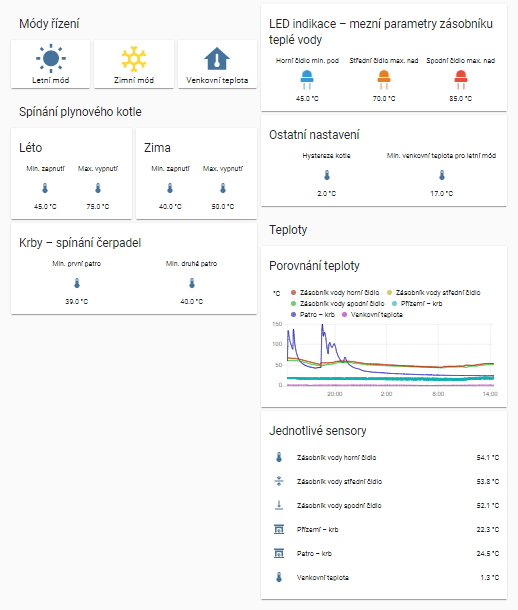 Módy řízení
Letní mód
Zimní mód
Venkovní teplota
Spínání plynového kotle
Léto
Min. zapnutí
Max. vypnutí
45.0 °C
75.0 °C
Zima
Min. zapnutí
Max. vypnutí
40.0 °C
50.0 °C
Krby – spínání čerpadel
Min. první patro
Min. druhé patro
39.0 °C
40.0 °C
LED indikace – mezní parametry zásobníku
teplé vody
Horní čidlo min. pod
Střední čidlo max. nad
Spodní čidlo max. nad
45.0 °C
70.0 °C
85.0 °C
Ostatní nastavení
Hystereze kotle
Min. venkovní teplota pro letní mód
2.0 °C
17.0 °C
Teploty
Porovnání teploty
°C
Zásobník vody horní čidlo
Zásobník vody střední čidlo
Zásobník vody spodní čidlo
Přízemí – krb
Patro – krb
Venkovní teplota
150
100
50
0
20:00
2:00
8:00
14:00
Jednotlivé sensory
Zásobník vody horní čidlo 54.1 °C
Zásobník vody střední čidlo 53.8 °C
Zásobník vody spodní čidlo 52.1 °C
Přízemí – krb 22.3 °C
Patro – krb 24.5 °C
Venkovní teplota 1.3 °C